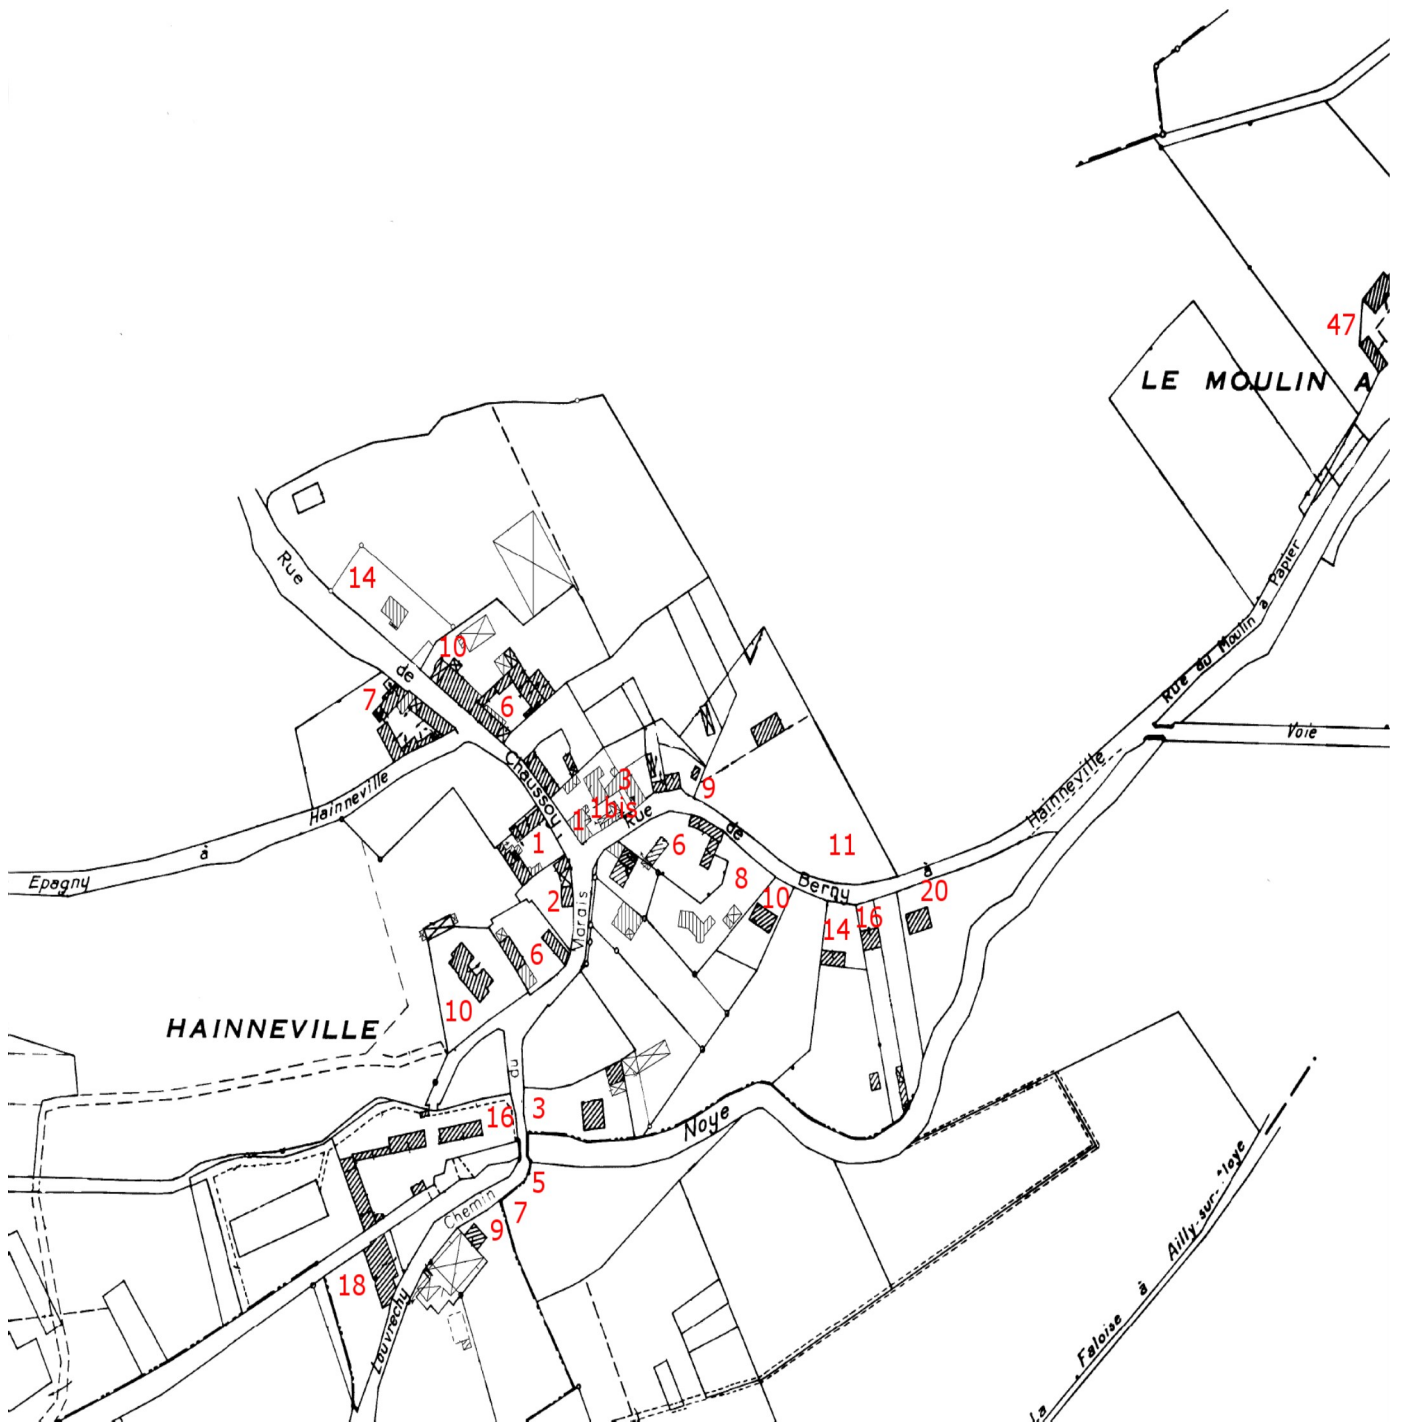 47
LE MOULIN A
Rue
14
Papier
à
Rue du Moulin
10
de
7
6
Voie
Chaussoy
Hainneville
à
Epagny
3
1bis
1
9
Rue
de
Hainneville
à
1
6
11
Berny
8
10
20
2
16
14
Marais
6
10
HAINNEVILLE
du
16
3
Noye
5
7
Chemin
9
18
Louvrechy
Ailly-sur-Noye
à
Faloise
La